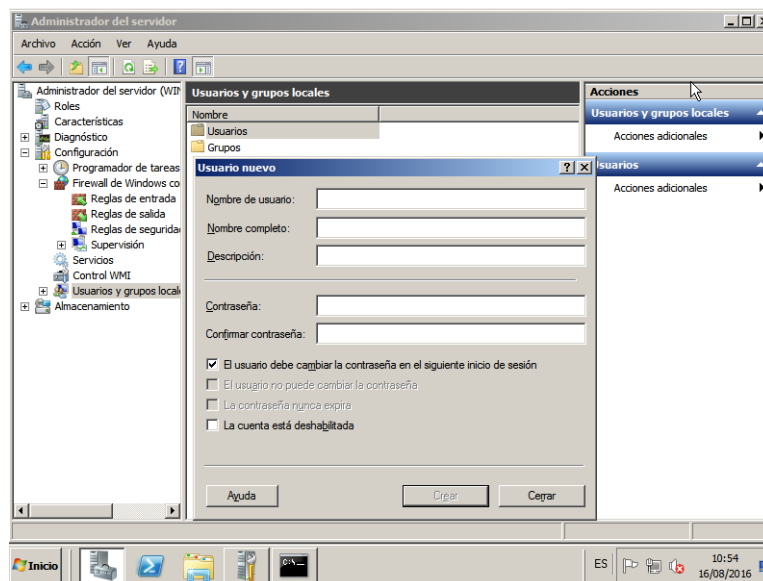 Administrador del servidor
Archivo Acción Ver Ayuda
Administrador del servidor (WIN
Roles
Características
Diagnóstico
Configuración
Programador de tareas
Firewall de Windows co
Reglas de entrada
Reglas de salida
Reglas de seguridad
Supervisión
Servicios
Control WMI
Usuarios y grupos local
Almacenamiento
Usuarios y grupos locales
Nombre
Usuarios
Grupos
Acciones
Usuarios y grupos locales
Acciones adicionales
Usuarios
Acciones adicionales
Usuario nuevo
Nombre de usuario:
Nombre completo:
Descripción:
Contraseña:
Confirmar contraseña:
El usuario debe cambiar la contraseña en el siguiente inicio de sesión
El usuario no puede cambiar la contraseña
La contraseña nunca expira
La cuenta está deshabilitada
Ayuda Crear Cerrar
Inicio
C:\_
ES
10:54
16/08/2016